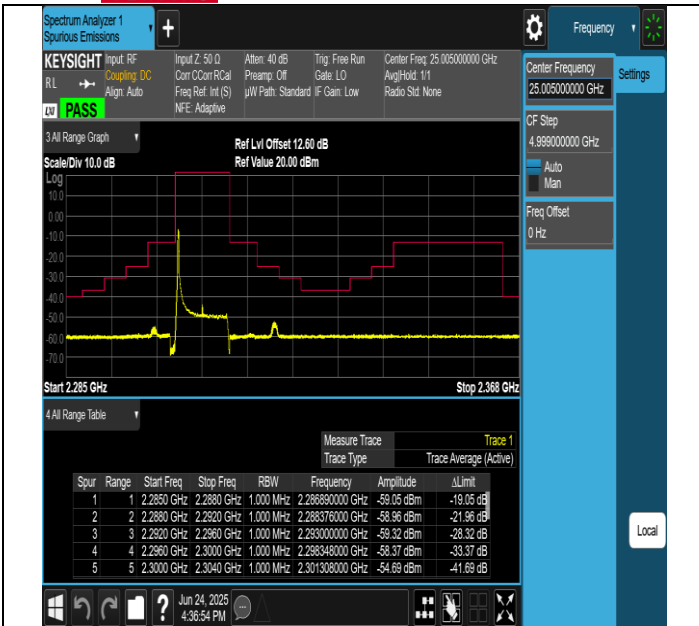 Spectrum Analyzer 1
Spurious Emissions
Frequency
KEYSIGHT Input: RF Input Z: 50 Ω Atten: 40 dB Trig: Free Run Center Freq: 25.005000000 GHz
RL Coupling: DC Corr CCorr RCal Preamp: Off Gate: LO Avg|Hold: 1/1
Align: Auto Freq Ref: Int (S) µW Path: Standard IF Gain: Low Radio Std: None
LXI PASS NFE: Adaptive
Center Frequency
25.005000000 GHz
Settings
CF Step
4.999000000 GHz
Auto
Man
Freq Offset
0 Hz
3 All Range Graph
Ref Lvl Offset 12.60 dB
Scale/Div 10.0 dB Ref Value 20.00 dBm
Log
10.0
0.00
-10.0
-20.0
-30.0
-40.0
-50.0
-60.0
-70.0
Start 2.285 GHz Stop 2.368 GHz
4 All Range Table
Measure Trace Trace 1
Trace Type Trace Average (Active)
Spur Range Start Freq Stop Freq RBW Frequency Amplitude ΔLimit
1 1 2.2850 GHz 2.2880 GHz 1.000 MHz 2.286890000 GHz -59.05 dBm -19.05 dB
2 2 2.2880 GHz 2.2920 GHz 1.000 MHz 2.288376000 GHz -58.96 dBm -21.96 dB
3 3 2.2920 GHz 2.2960 GHz 1.000 MHz 2.293000000 GHz -59.32 dBm -28.32 dB
4 4 2.2960 GHz 2.3000 GHz 1.000 MHz 2.298348000 GHz -58.37 dBm -33.37 dB
5 5 2.3000 GHz 2.3040 GHz 1.000 MHz 2.301308000 GHz -54.69 dBm -41.69 dB
Local
Jun 24, 2025
4:36:54 PM